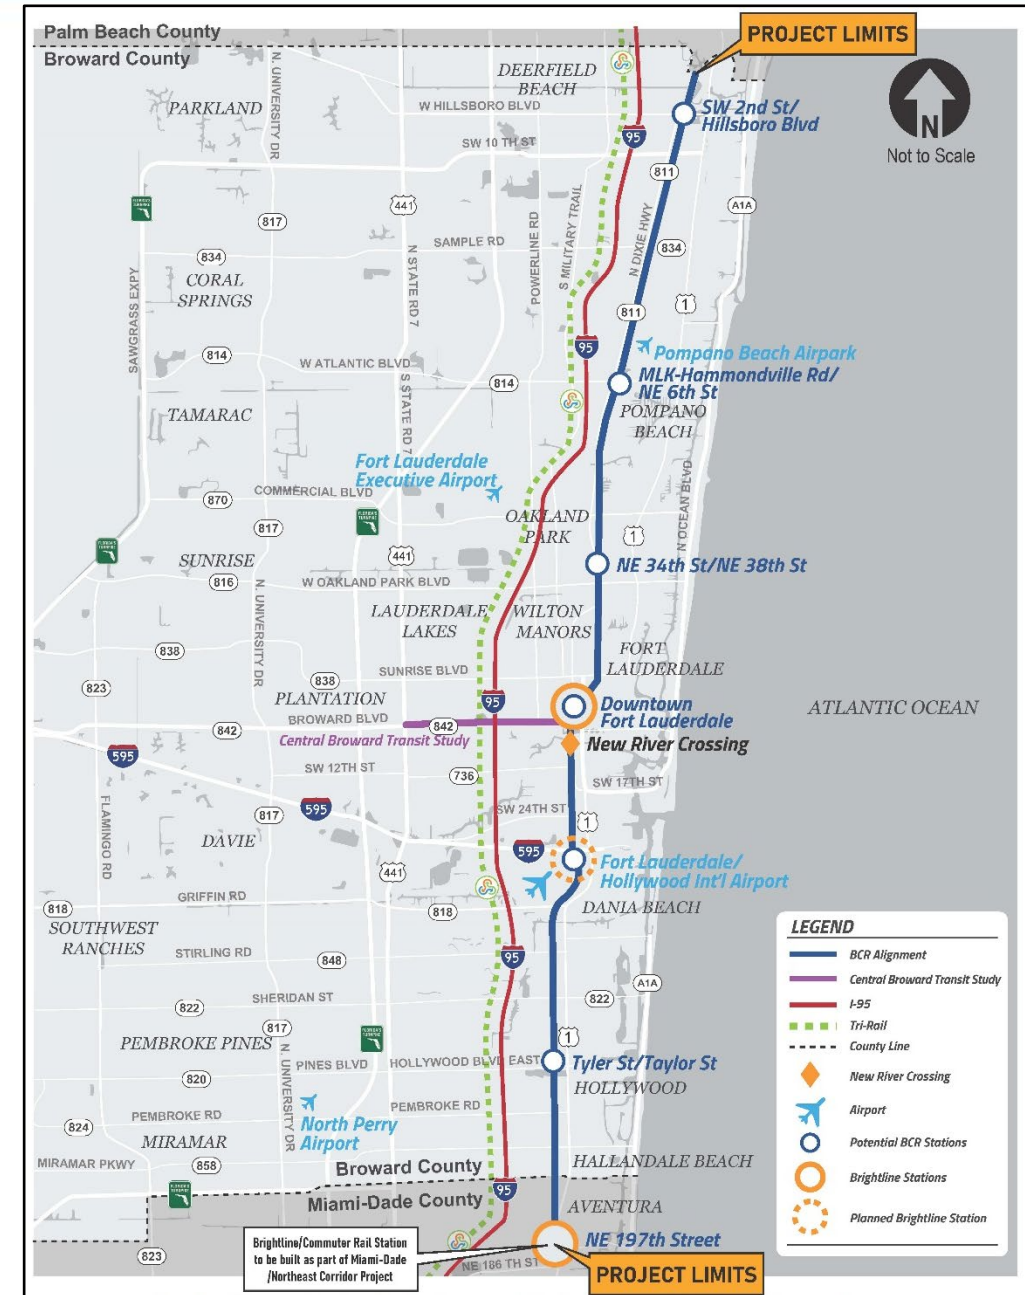 Palm Beach County
Broward County
PROJECT LIMITS
N. UNIVERSITY DR
DEERFIELD
BEACH
PARKLAND
W HILLSBORO BLVD
SW 2nd St/
Hillsboro Blvd
N
Not to Scale
95
SW 10 TH ST
811
441
S MILITARY TRAIL
A1A
817
POWERLINE RD
N DIXIE HWY
SAMPLE RD
834
834
N STATE RD 7
CORAL
SPRINGS
SAWGRASS EXPY
1
811
814
W ATLANTIC BLVD
95
Pompano Beach Airpark
814
MLK-Hammondville Rd/
NE 6th St
S STATE RD 7
TAMARAC
POMPANO
BEACH
Fort Lauderdale
Executive Airport
N OCEAN BLVD
870
COMMERCIAL BLVD
817
OAKLAND
PARK
1
SUNRISE
441
NE 34th St/NE 38th St
816
W OAKLAND PARK BLVD
N. UNIVERSITY DR
LAUDERDALE
LAKES
WILTON
MANORS
838
FORT
LAUDERDALE
SUNRISE BLVD
823
838
PLANTATION
95
Downtown
Fort Lauderdale
ATLANTIC OCEAN
BROWARD BLVD
842
842
Central Broward Transit Study
New River Crossing
595
SW 12TH ST
736
SW 17TH ST
595
SW 24TH ST
817
1
FLAMINGO RD
DAVIE
595
Fort Lauderdale/
Hollywood Int'l Airport
441
GRIFFIN RD
818
818
DANIA BEACH
SOUTHWEST
RANCHES
STIRLING RD
848
95
A1A
SHERIDAN ST
822
822
817
1
PEMBROKE PINES
N. UNIVERSITY DR
PINES BLVD
HOLLYWOOD BLVD EAST
Tyler St/Taylor St
820
HOLLYWOOD
North Perry
Airport
PEMBROKE RD
PEMBROKE RD
824
MIRAMAR
MIRAMAR PKWY
858
Broward County
HALLANDALE BEACH
Miami-Dade County
95
AVENTURA
823
Brightline/Commuter Rail Station
to be built as part of Miami-Dade
/Northeast Corridor Project
NE 197th Street
NE 186 TH ST
PROJECT LIMITS
LEGEND
BCR Alignment
Central Broward Transit Study
I-95
Tri-Rail
County Line
New River Crossing
Airport
Potential BCR Stations
Brightline Stations
Planned Brightline Station